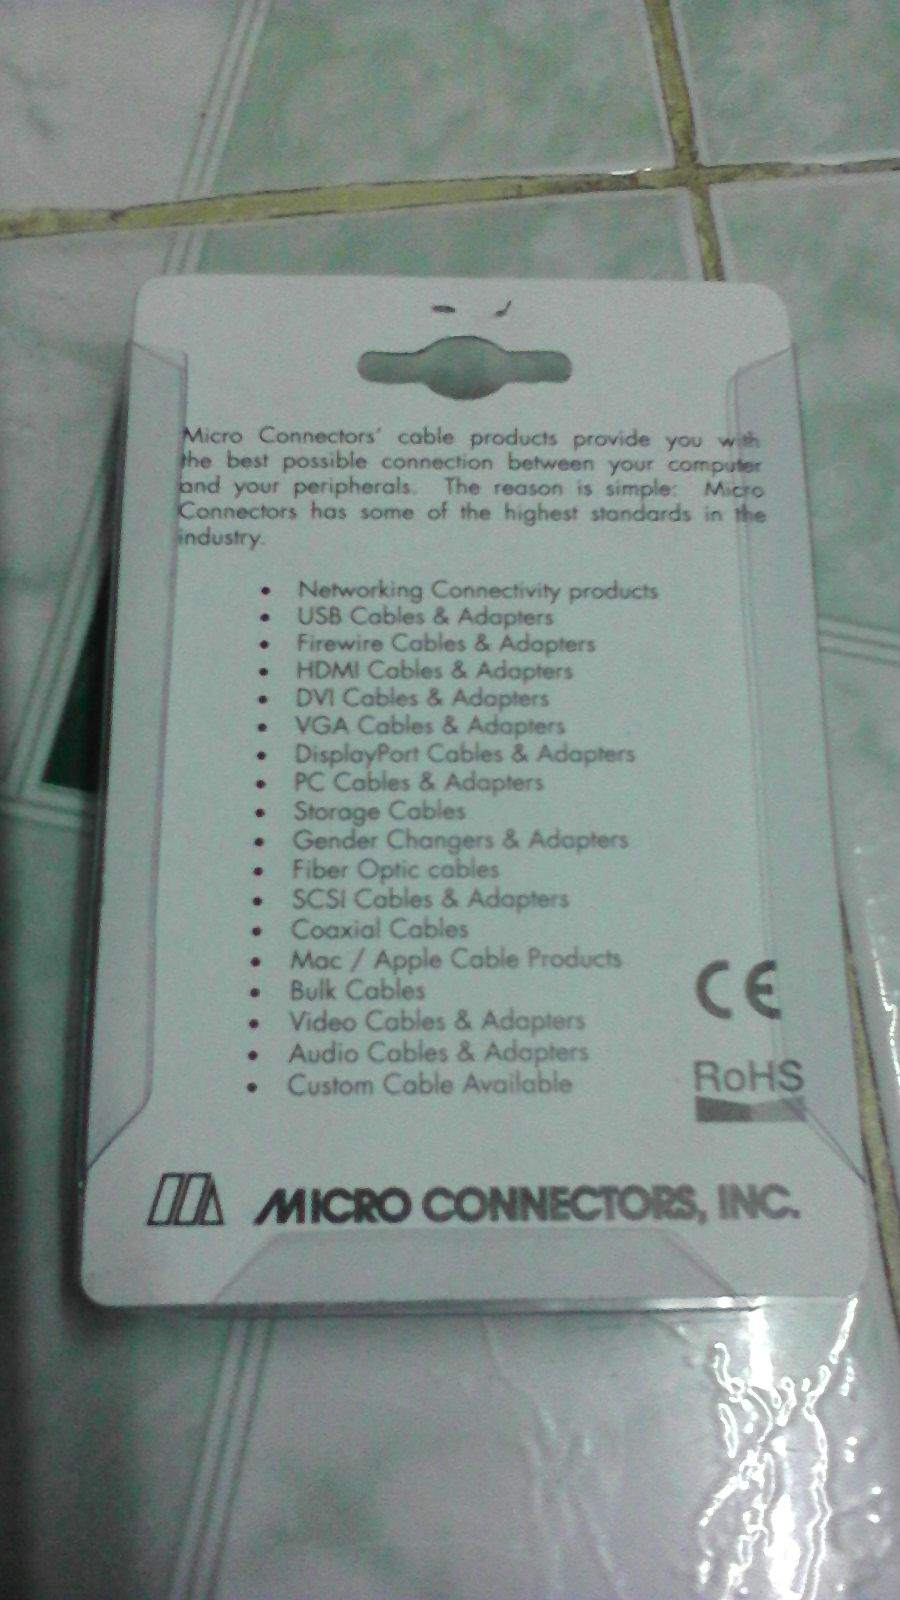 Micro Connectors' cable products provide you with
the best possible connection between your computer
and your peripherals. The reason is simple: Micro
Connectors has some of the highest standards in the
industry.
• Networking Connectivity products
• USB Cables & Adapters
• Firewire Cables & Adapters
• HDMI Cables & Adapters
• DVI Cables & Adapters
• VGA Cables & Adapters
• DisplayPort Cables & Adapters
• PC Cables & Adapters
• Storage Cables
• Gender Changers & Adapters
• Fiber Optic cables
• SCSI Cables & Adapters
• Coaxial Cables
• Mac / Apple Cable Products
• Bulk Cables
• Video Cables & Adapters
• Audio Cables & Adapters
• Custom Cable Available
CE
RoHS
MICRO CONNECTORS, INC.